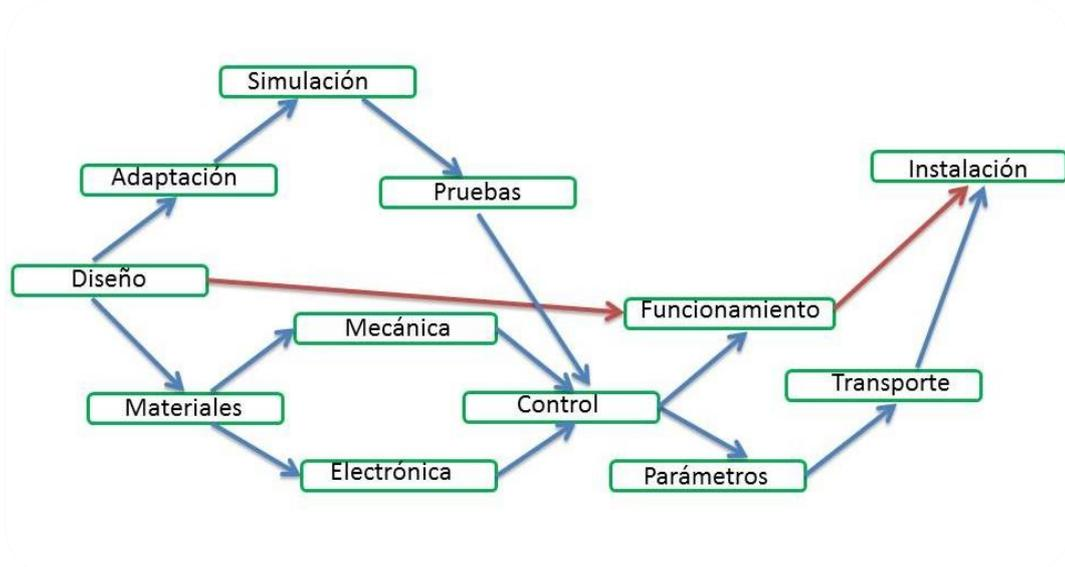 Simulación
Adaptación
Pruebas
Instalación
Diseño
Funcionamiento
Mecánica
Transporte
Materiales
Control
Electrónica
Parámetros